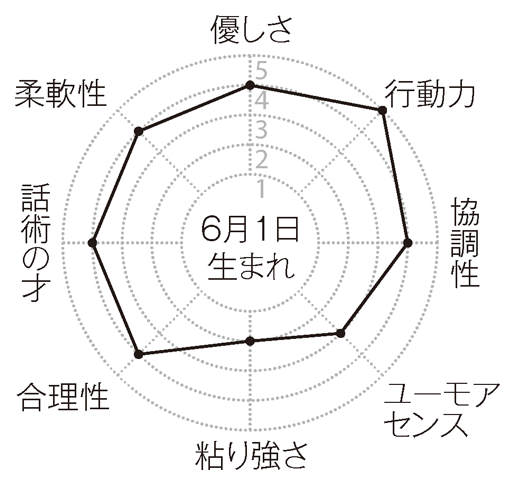 優しさ
行動力
協調性
ユーモア
センス
粘り強さ
合理性
話術の才
柔軟性
5
4
3
2
1
6月1日
生まれ